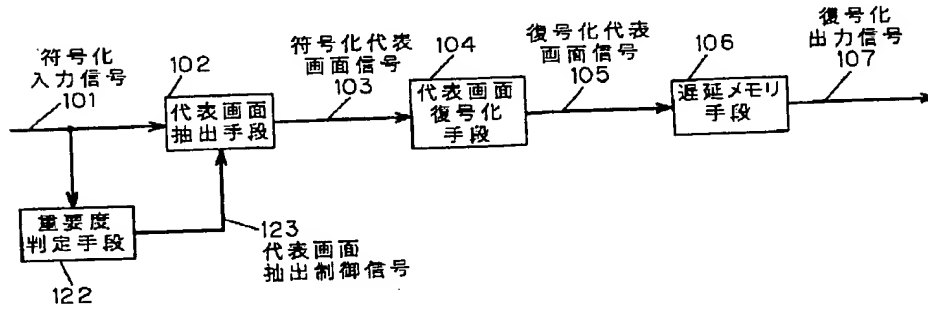 符号化
入力信号
101
102
代表画面
抽出手段
符号化代表
画面信号
103
104
代表画面
復号化
手段
復号化代表
画面信号
105
106
遅延メモリ
手段
復号化
出力信号
107
重要度
判定手段
122
123
代表画面
抽出制御信号